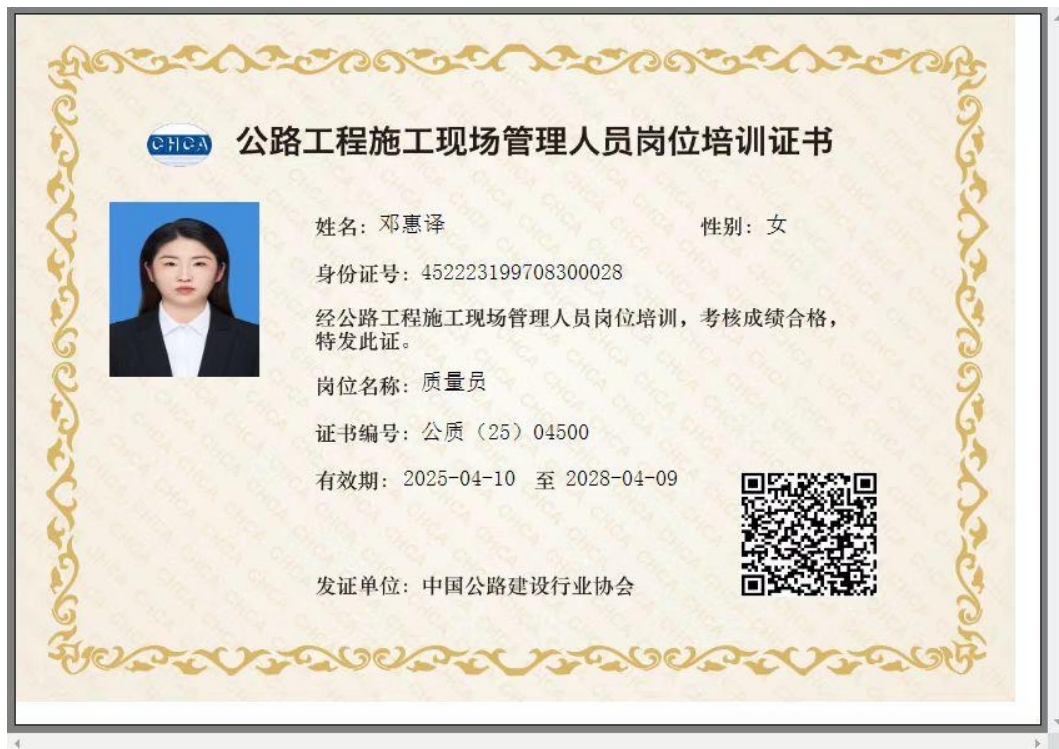 CHCA 公路工程施工现场管理人员岗位培训证书
姓名：邓惠译 性别：女
身份证号：452223199708300028
经公路工程施工现场管理人员岗位培训，考核成绩合格，
特发此证。
岗位名称：质量员
证书编号：公质（25）04500
有效期：2025-04-10 至 2028-04-09
发证单位：中国公路建设行业协会